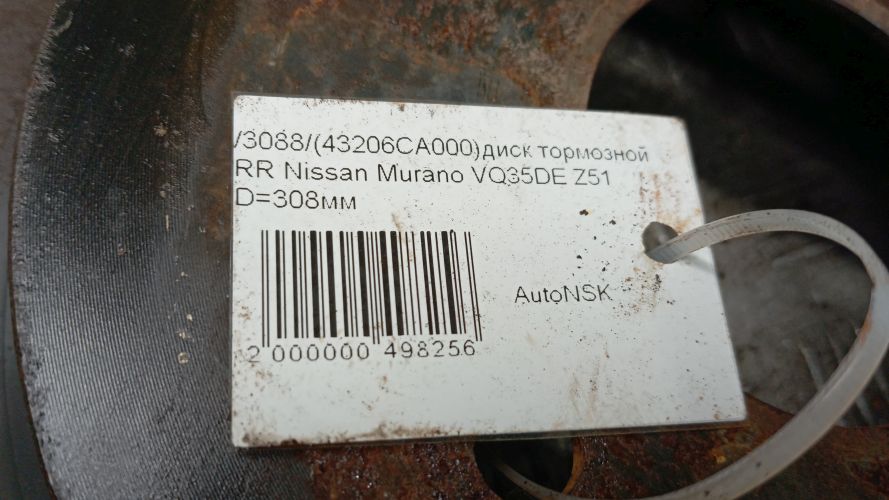 /3088/(43206CA000)диск тормозной
RR Nissan Murano VQ35DE Z51
D=308мм
AutoNSK
2 000000 498256